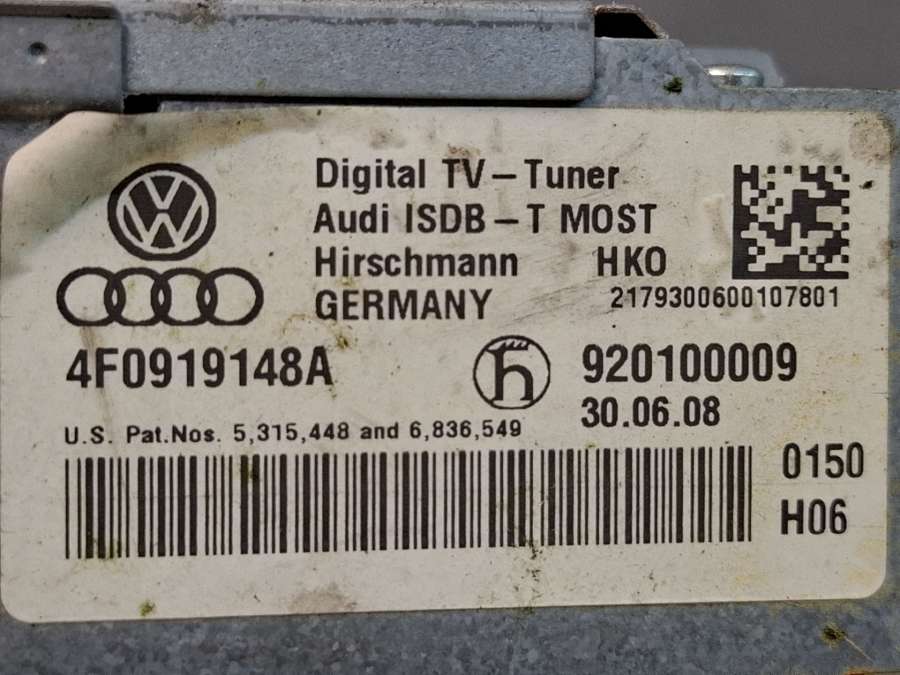 Digital TV-Tuner
Audi ISDB-T MOST
Hirschmann HKO
GERMANY
2179300600107801
4F0919148A
920100009
30.06.08
U.S. Pat.Nos. 5,315,448 and 6,836,549
0150
H06